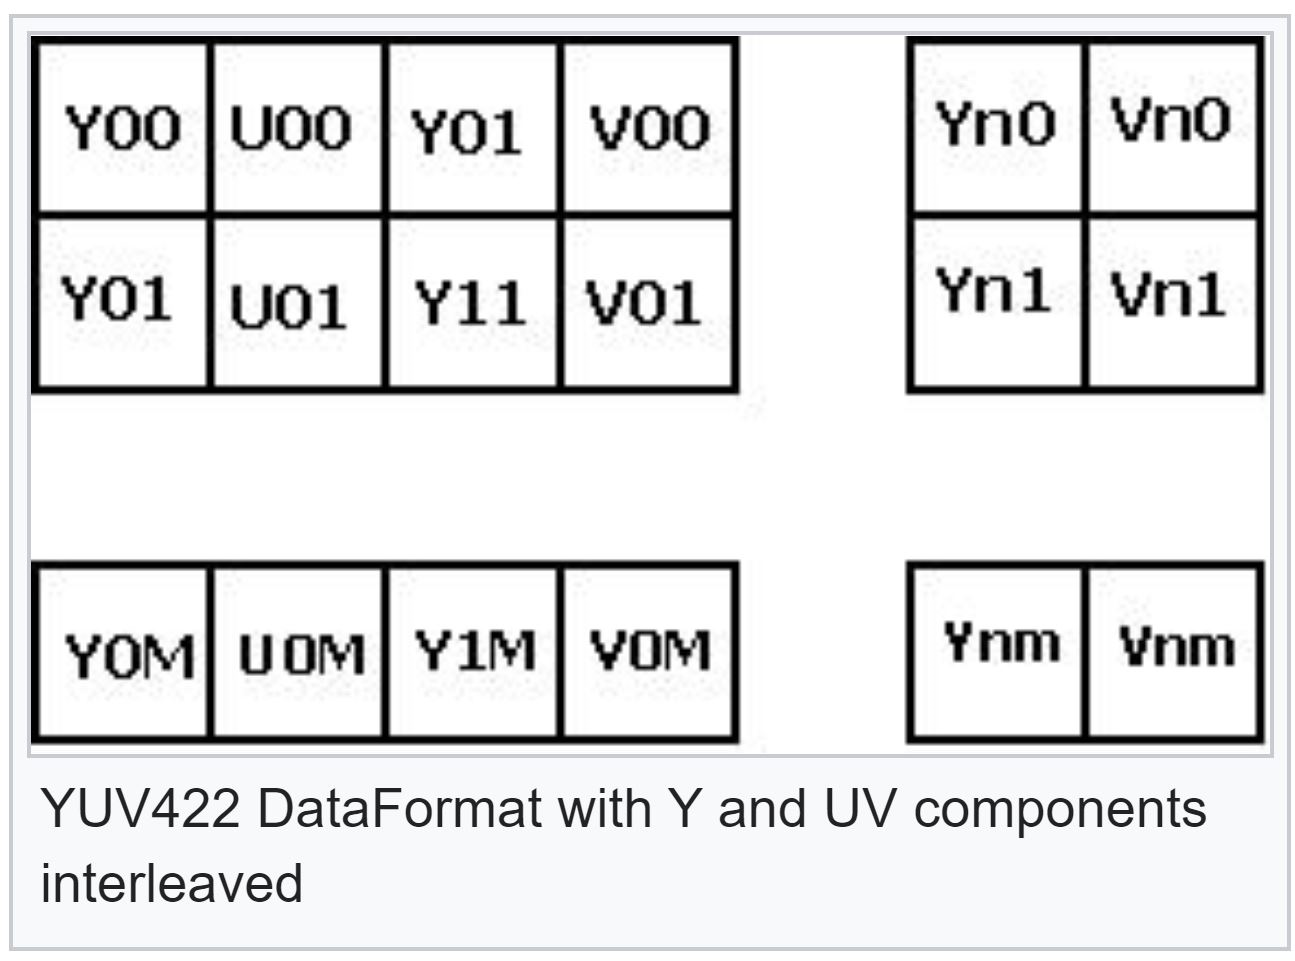 Y00 U00 Y01 V00 Yn0 Vn0
Y01 U01 Y11 V01 Yn1 Vn1
Y0M U0M Y1M V0M Ynm Vnm
YUV422 DataFormat with Y and UV components
interleaved